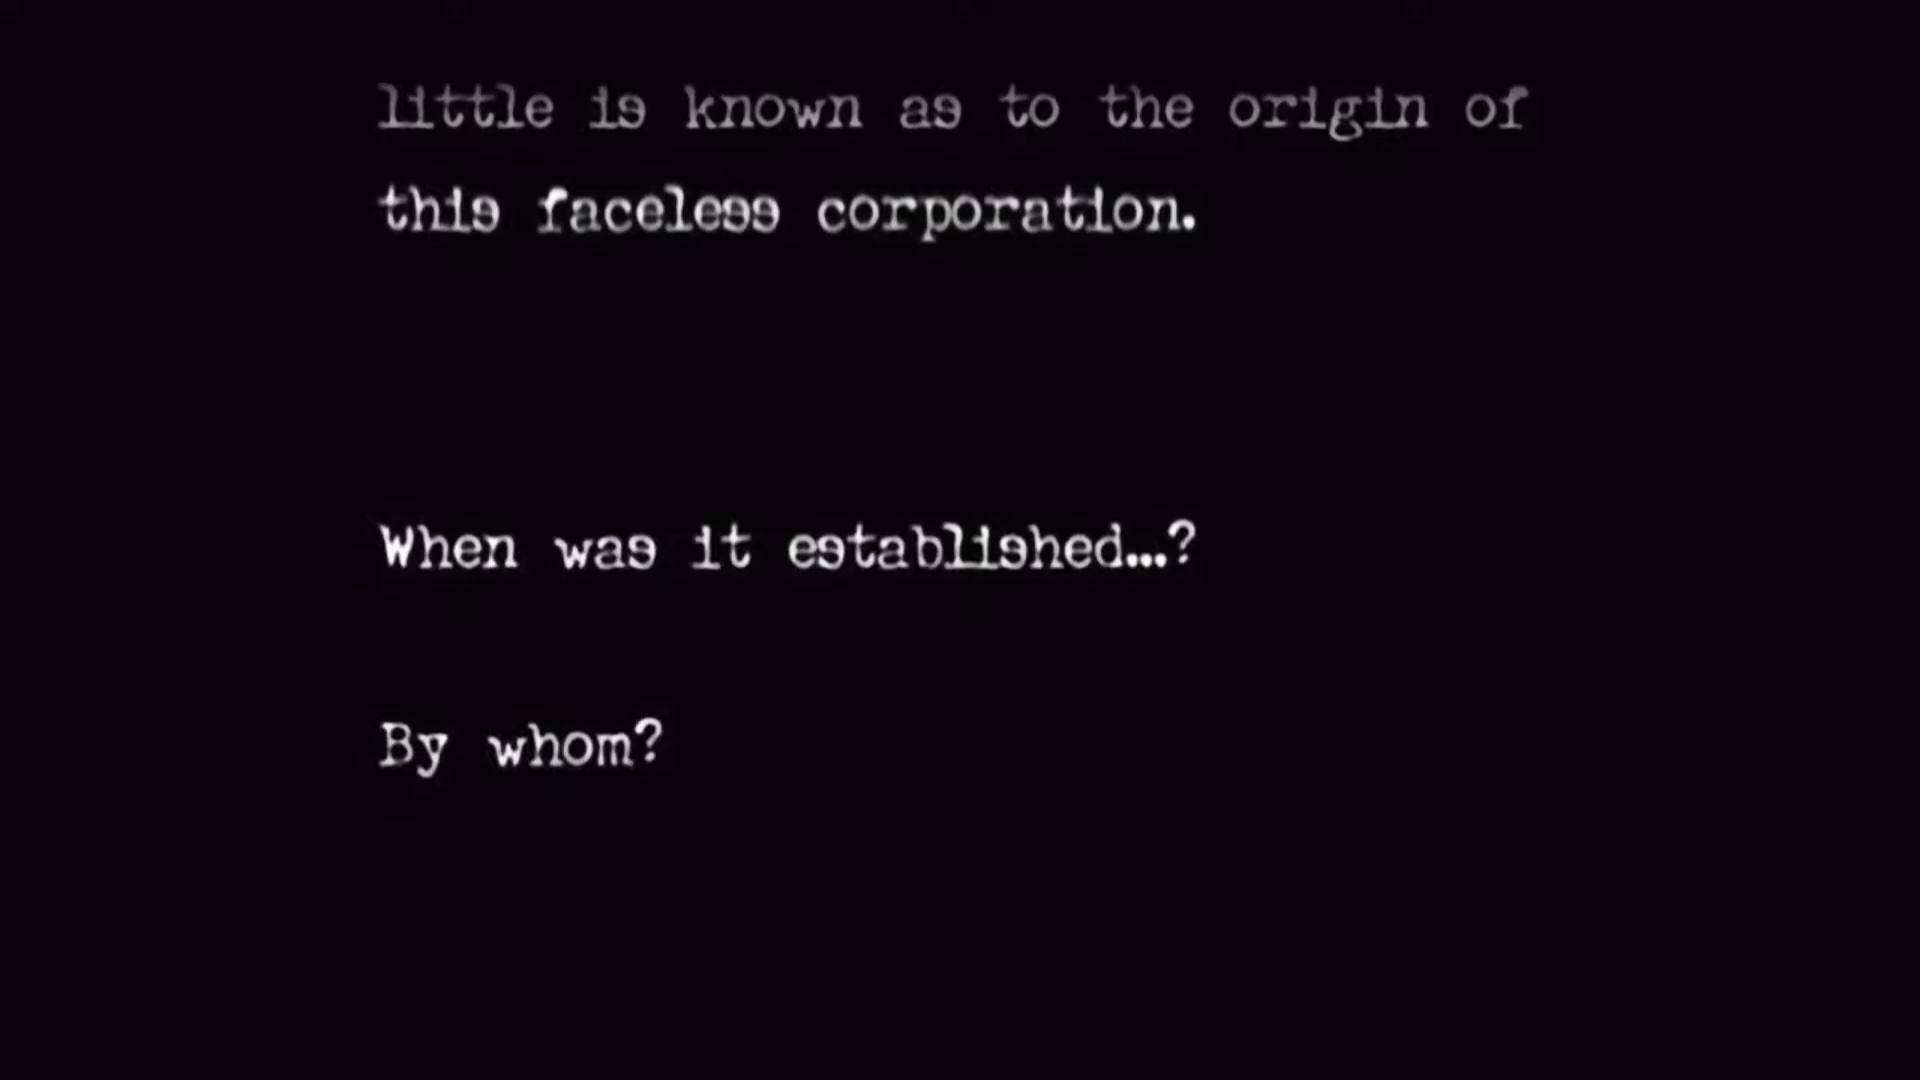 little is known as to the origin of
this faceless corporation.
When was it established...?
By whom?